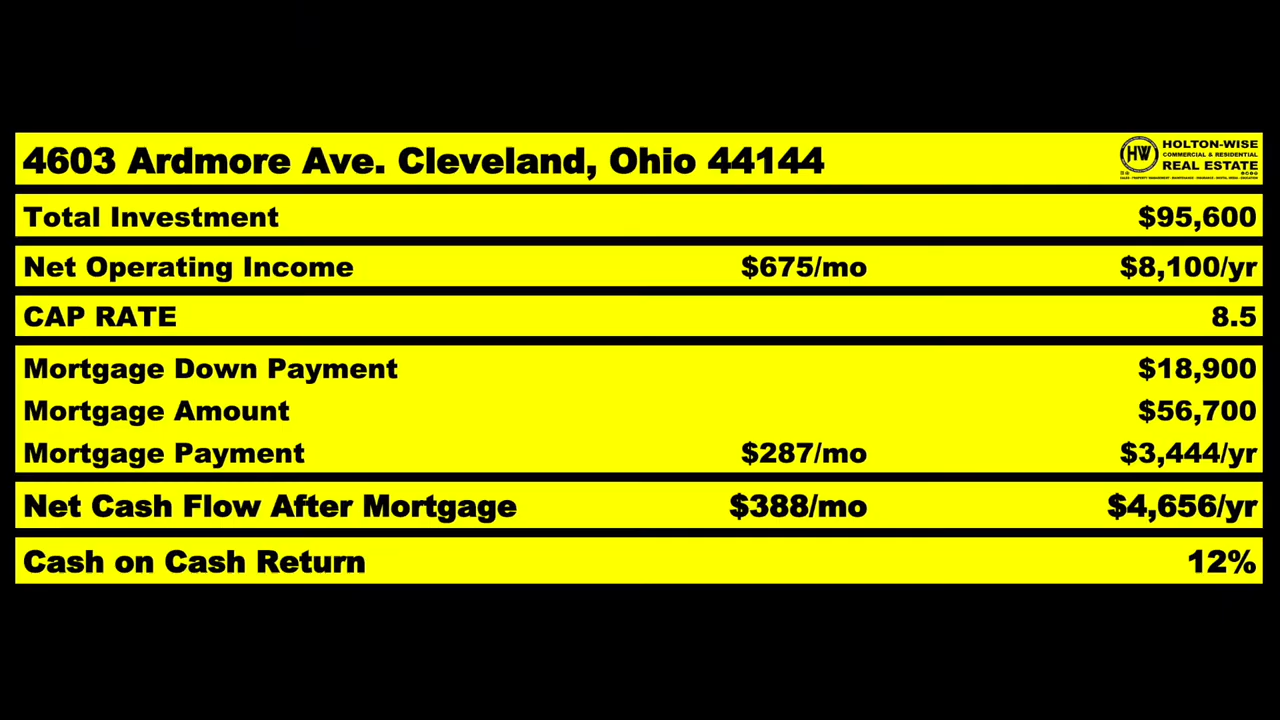 4603 Ardmore Ave. Cleveland, Ohio 44144
HW
HOLTON-WISE
COMMERCIAL & RESIDENTIAL
REAL ESTATE
Total Investment $95,600
Net Operating Income $675/mo $8,100/yr
CAP RATE 8.5
Mortgage Down Payment $18,900
Mortgage Amount $56,700
Mortgage Payment $287/mo $3,444/yr
Net Cash Flow After Mortgage $388/mo $4,656/yr
Cash on Cash Return 12%